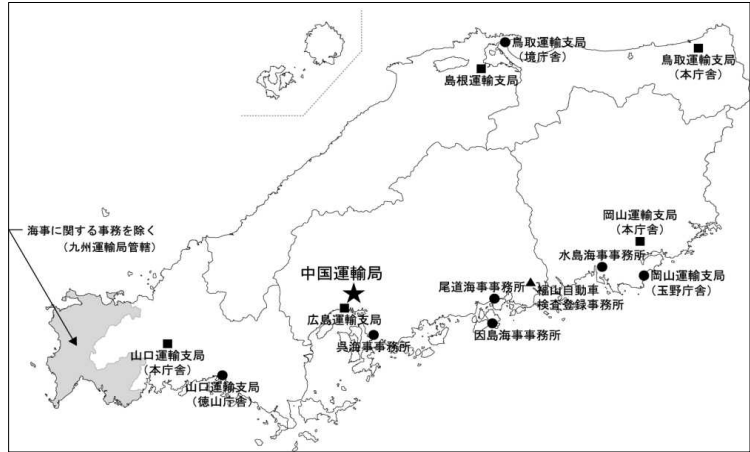 鳥取運輸支局
(境庁舎)
鳥取運輸支局
(本庁舎)
島根運輸支局
海事に関する事務を除く
(九州運輸局管轄)
岡山運輸支局
(本庁舎)
水島海事事務所
岡山運輸支局
(玉野庁舎)
中国運輸局
尾道海事事務所
福山自動車
検査登録事務所
広島運輸支局
因島海事事務所
呉海事事務所
山口運輸支局
(本庁舎)
山口運輸支局
(徳山庁舎)